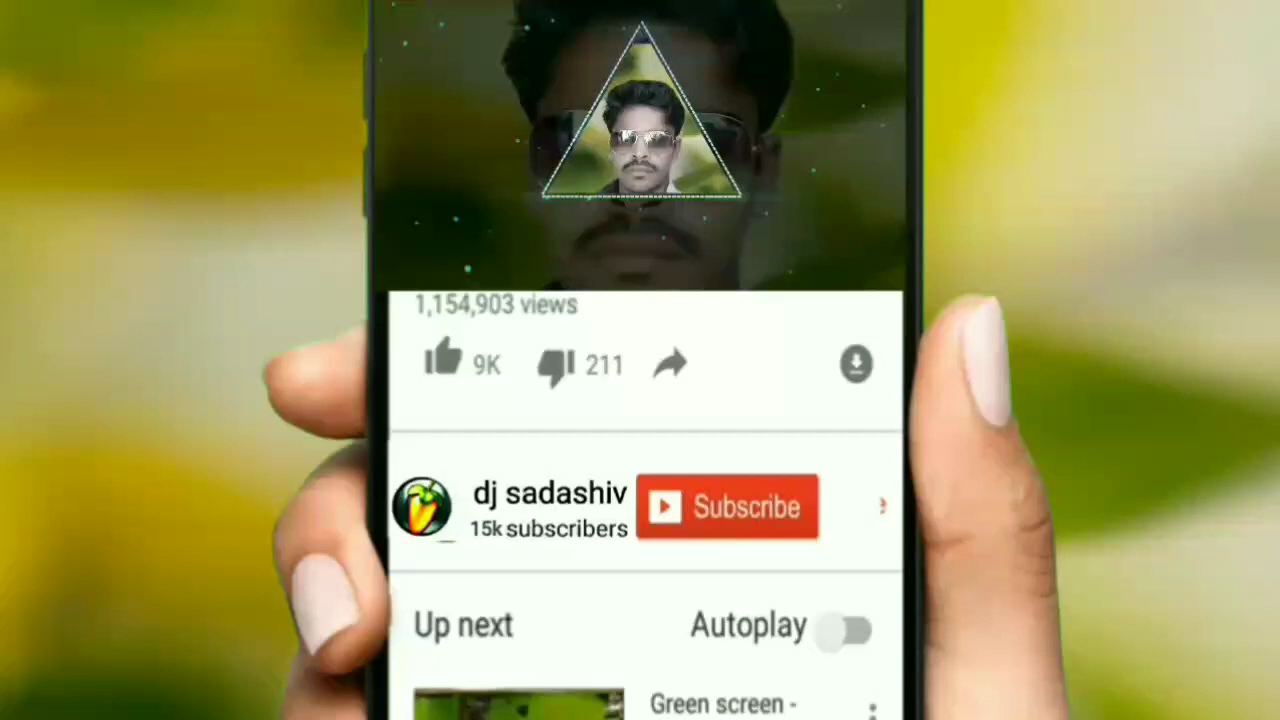 1,154,903 views
9K 211
dj sadashiv
15k subscribers
Subscribe
Up next Autoplay
Green screen -